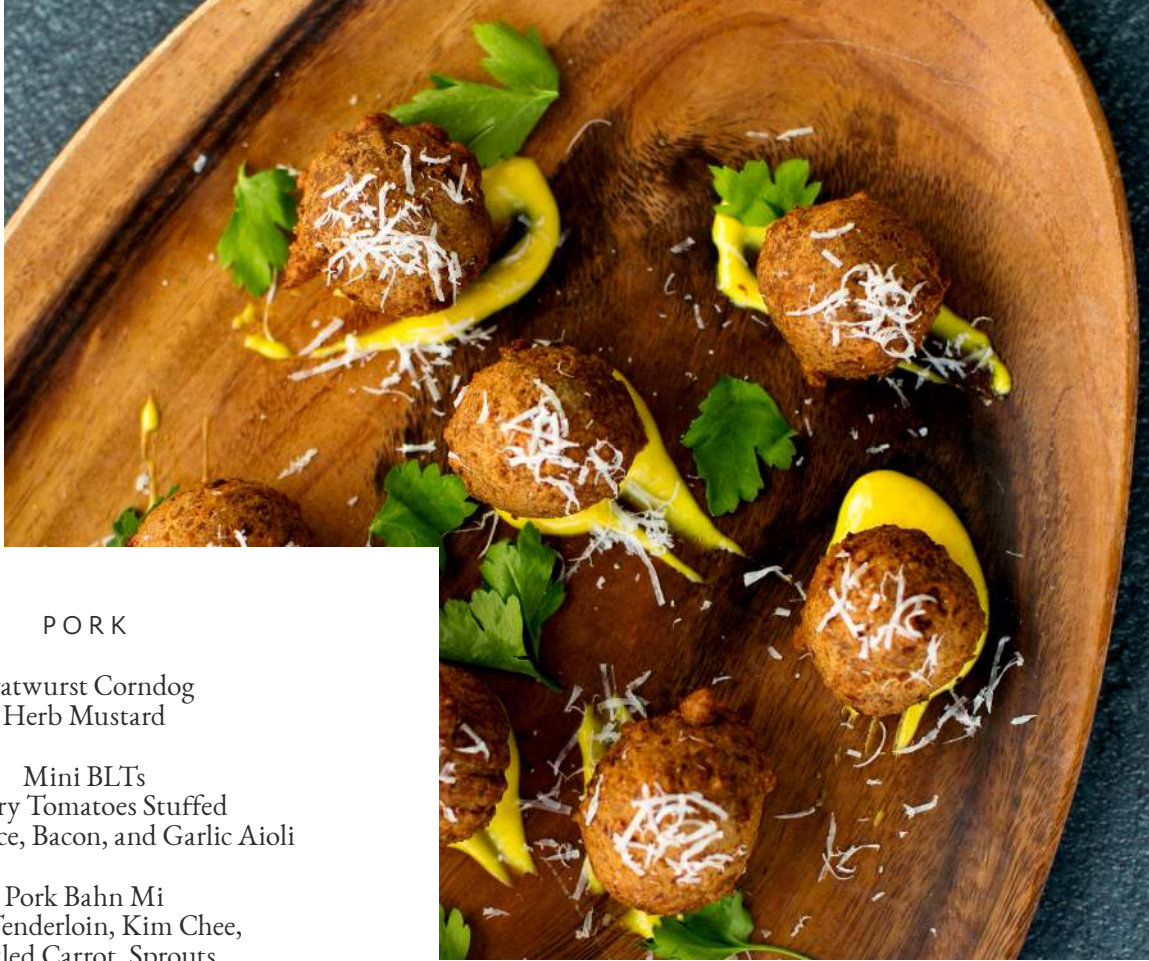 PORK
atwurst Corndog
Herb Mustard
Mini BLTs
ry Tomatoes Stuffed
ce, Bacon, and Garlic Aioli
Pork Bahn Mi
Tenderloin, Kim Chee,
led Carrot, Sprouts